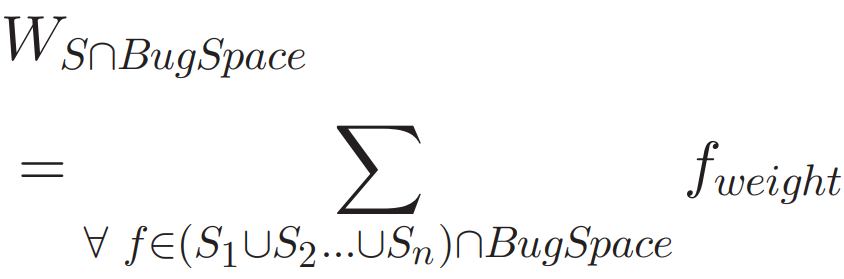 W_{S∩BugSpace}
= ∑ f_{weight}
∀ f∈(S_1∪S_2...∪S_n)∩BugSpace